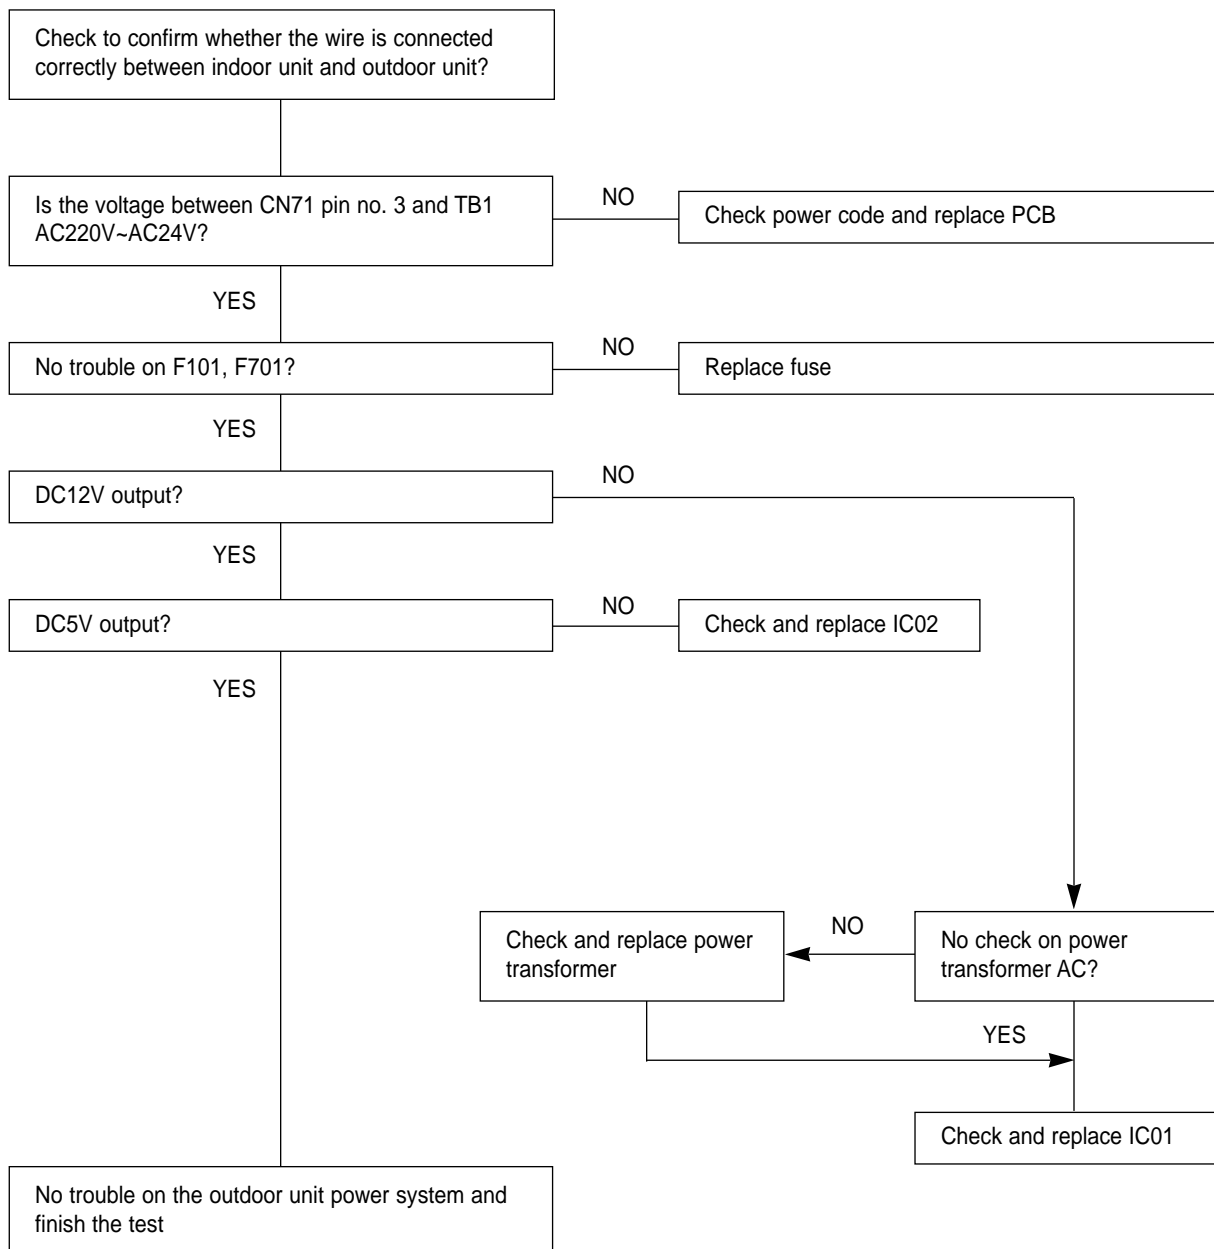 Check to confirm whether the wire is connected
correctly between indoor unit and outdoor unit?
Is the voltage between CN71 pin no. 3 and TB1
AC220V~AC24V?
NO
Check power code and replace PCB
YES
No trouble on F101, F701?
NO
Replace fuse
YES
DC12V output?
NO
YES
DC5V output?
NO
Check and replace IC02
YES
No check on power
transformer AC?
NO
Check and replace power
transformer
YES
Check and replace IC01
No trouble on the outdoor unit power system and
finish the test